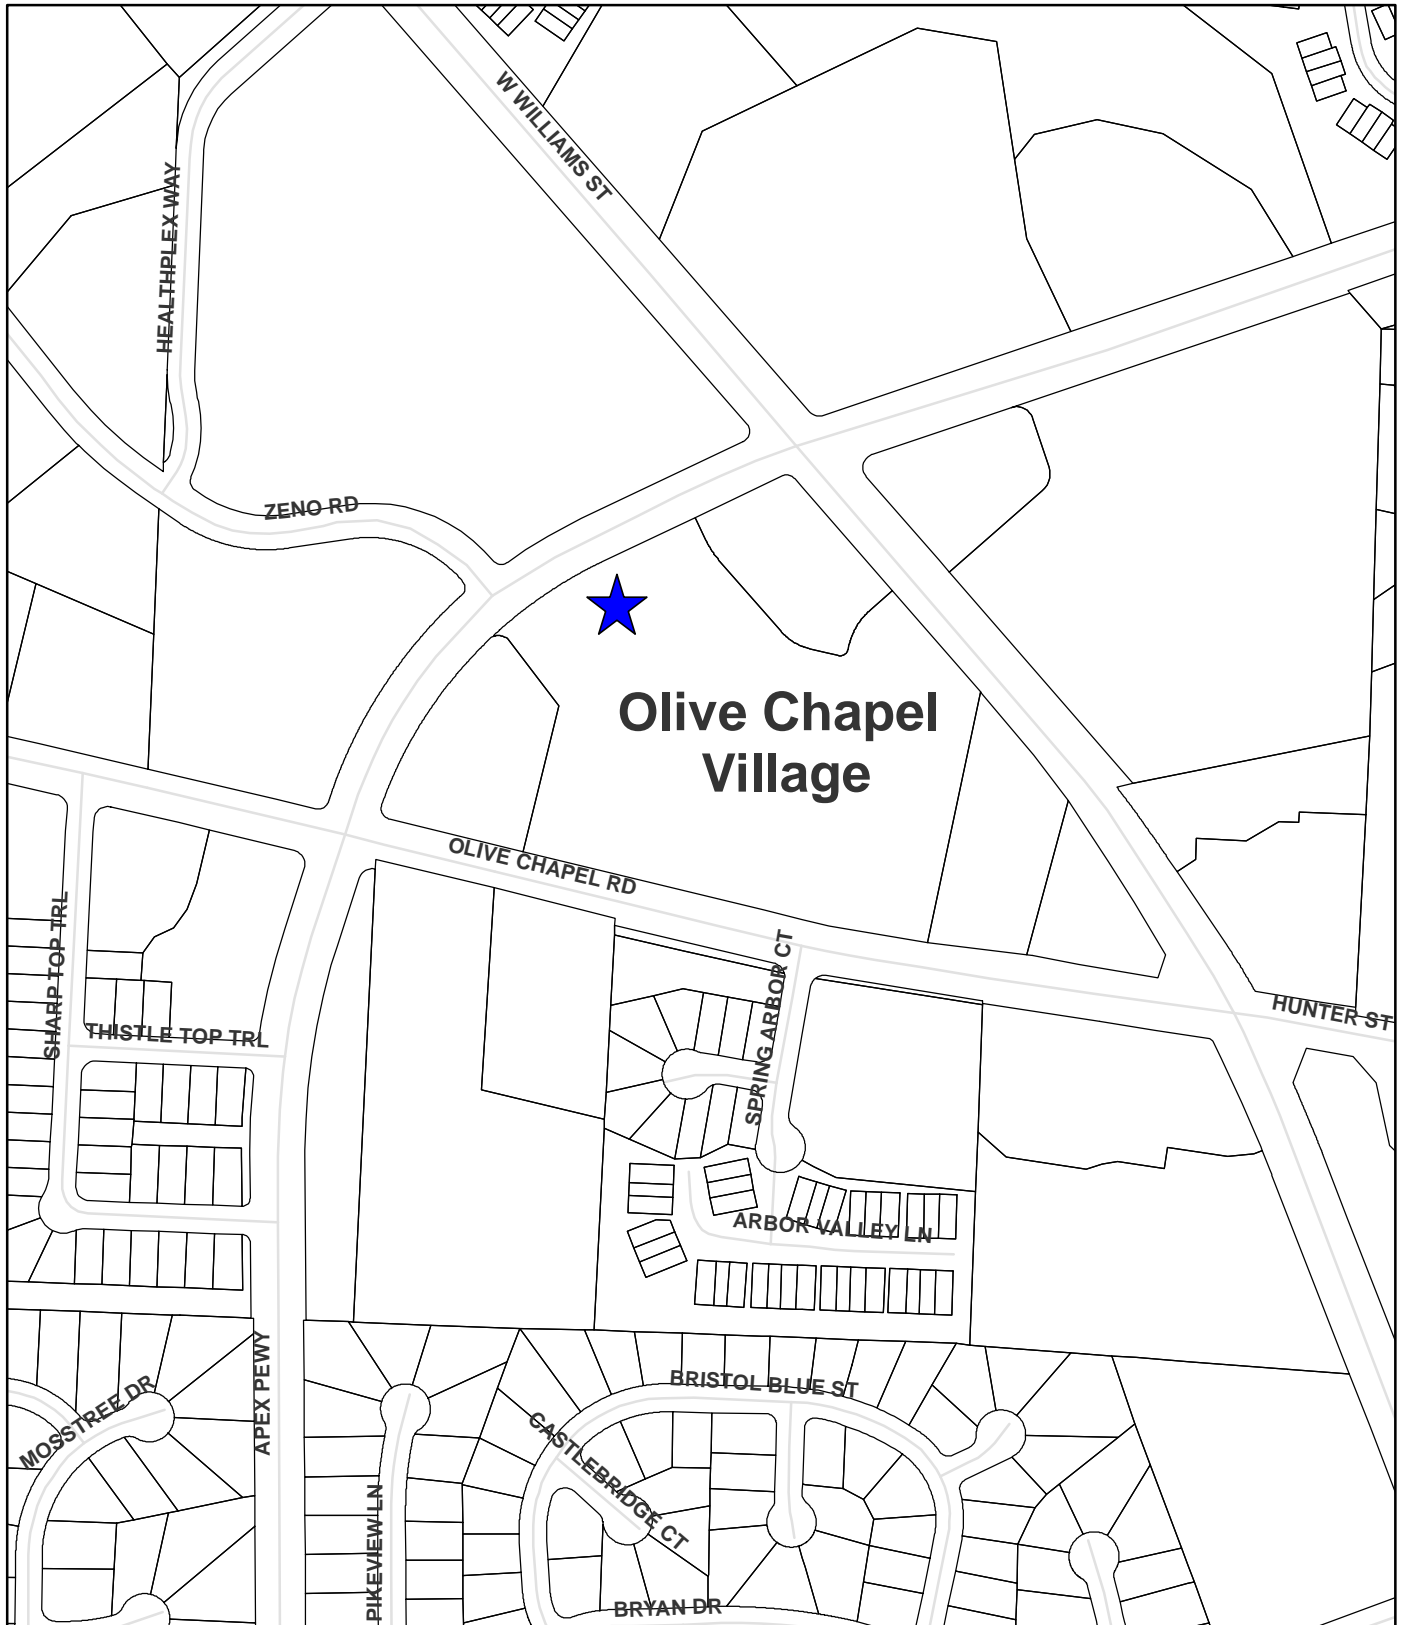 W WILLIAMS ST
HEALTHPLEX WAY
ZENO RD
Olive Chapel
Village
OLIVE CHAPEL RD
SHARP TOP TRL
SPRING ARBOR CT
HUNTER ST
THISTLE TOP TRL
ARBOR VALLEY LN
APEX PEWY
MOSSTREE DR
BRISTOL BLUE ST
CASTLEBRIDGE CT
PIKEVIEW LN
BRYAN DR